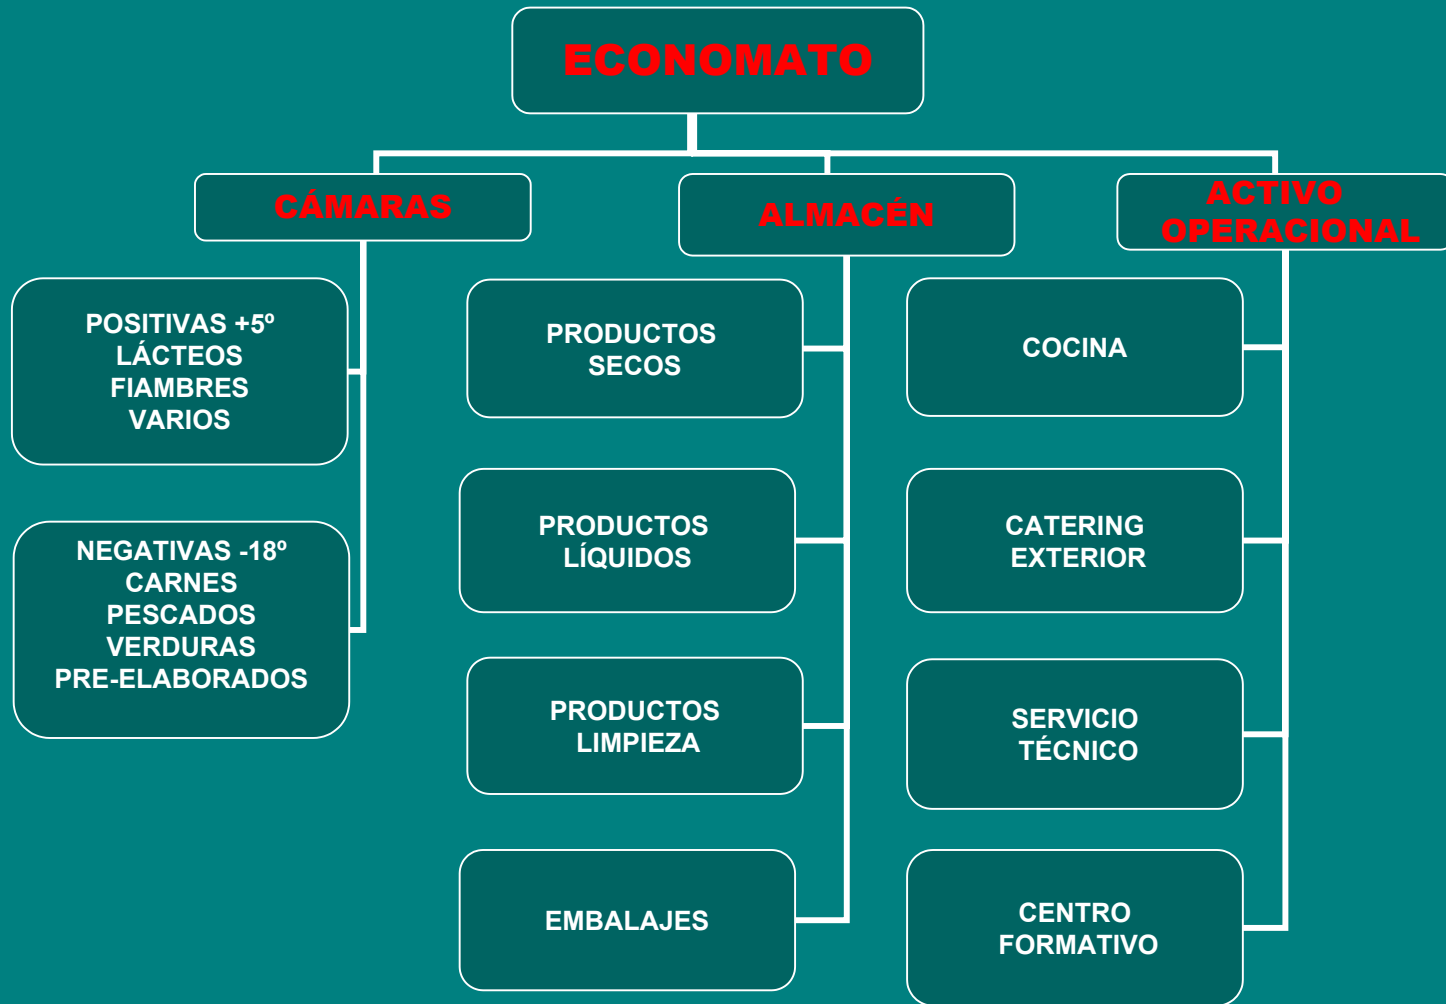 ECONOMATO
CÁMARAS
POSITIVAS +5º
LÁCTEOS
FIAMBRES
VARIOS
NEGATIVAS -18º
CARNES
PESCADOS
VERDURAS
PRE-ELABORADOS
ALMACÉN
PRODUCTOS
SECOS
PRODUCTOS
LÍQUIDOS
PRODUCTOS
LIMPIEZA
EMBALAJES
ACTIVO
OPERACIONAL
COCINA
CATERING
EXTERIOR
SERVICIO
TÉCNICO
CENTRO
FORMATIVO